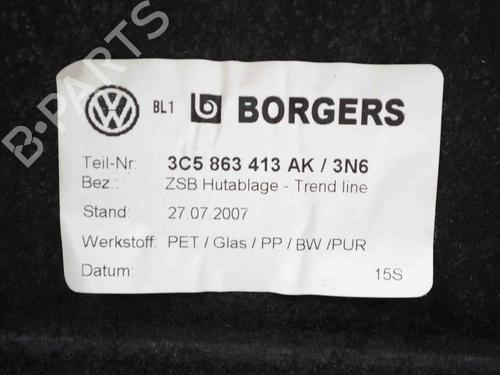 BL1 BORGERS
Teil-Nr: 3C5 863 413 AK / 3N6
Bez.: ZSB Hutablage - Trend line
Stand: 27.07.2007
Werkstoff: PET / Glas / PP / BW /PUR
Datum: 15S
B-PARTS